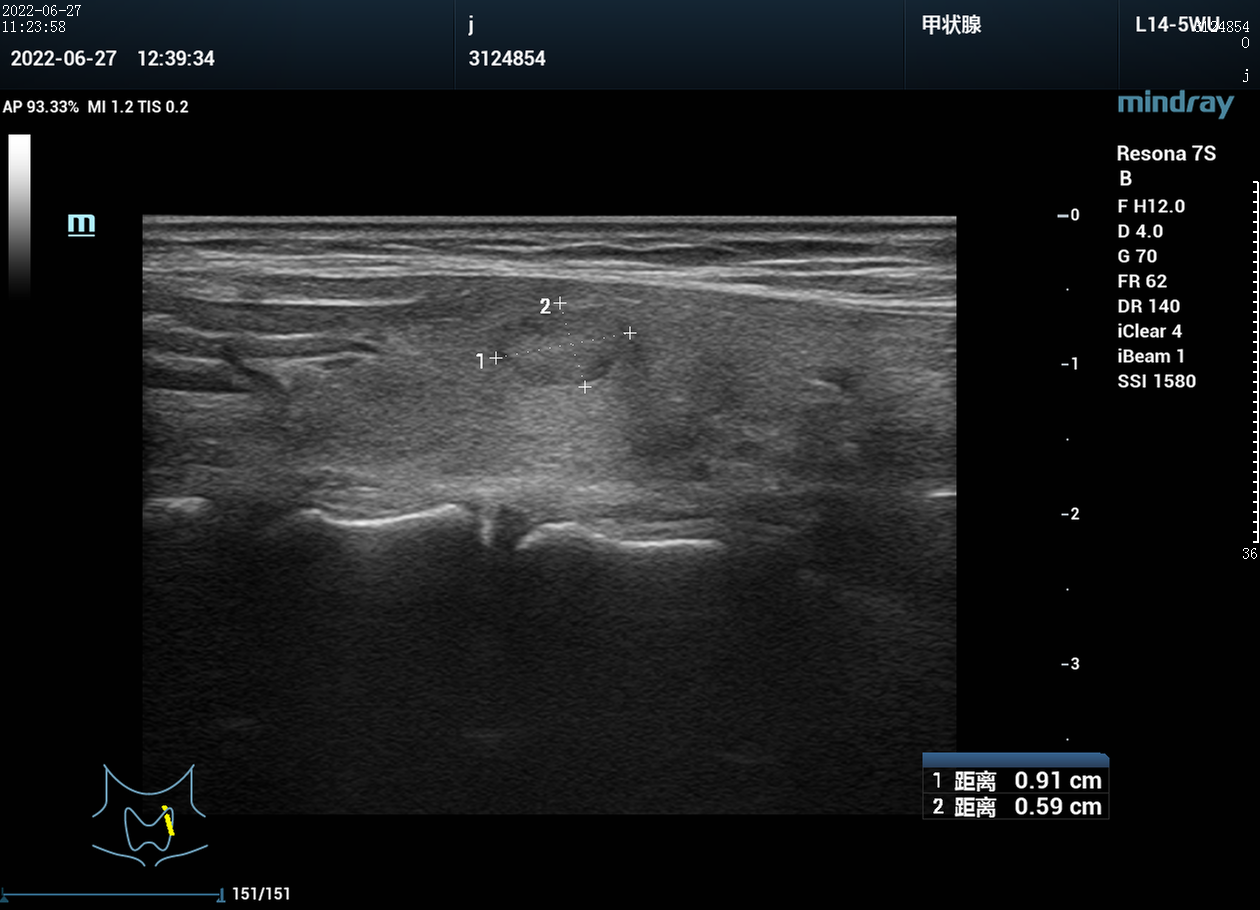 2022-06-27
11:23:58
2022-06-27 12:39:34
j
3124854
甲状腺
L14-5WU
3124854
0
j
AP 93.33% MI 1.2 TIS 0.2
mindray
m
Resona 7S
B
F H12.0
D 4.0
G 70
FR 62
DR 140
iClear 4
iBeam 1
SSI 1580
0
1
2
3
36
2
1
1 距离 0.91 cm
2 距离 0.59 cm
151/151